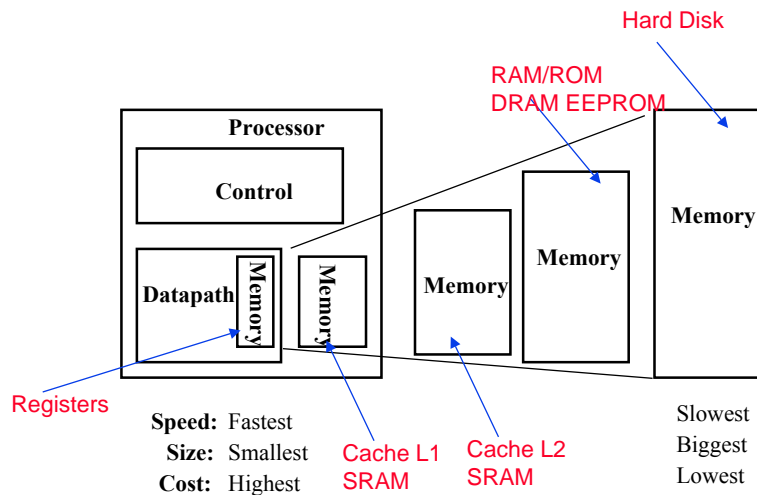 Hard Disk
RAM/ROM
DRAM EEPROM
Processor
Control
Datapath
Memory
Memory
Memory
Memory
Memory
Registers
Speed: Fastest
Size: Smallest
Cost: Highest
Cache L1
SRAM
Cache L2
SRAM
Slowest
Biggest
Lowest